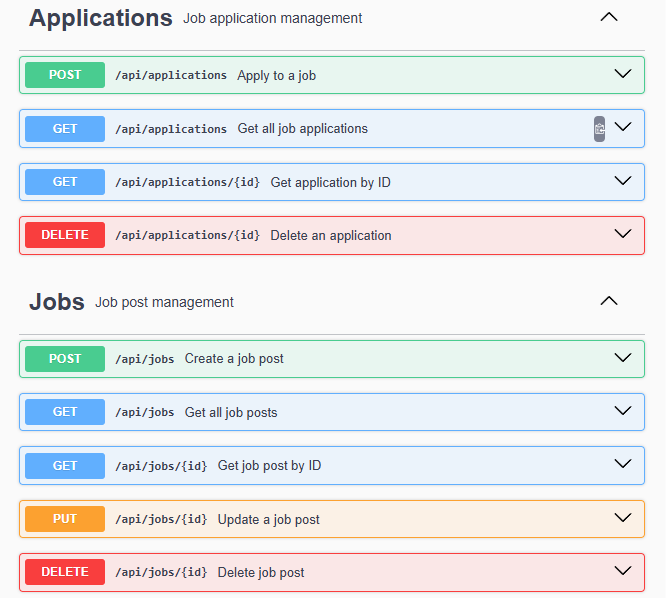 Applications Job application management
POST /api/applications Apply to a job
GET /api/applications Get all job applications
GET /api/applications/{id} Get application by ID
DELETE /api/applications/{id} Delete an application
Jobs Job post management
POST /api/jobs Create a job post
GET /api/jobs Get all job posts
GET /api/jobs/{id} Get job post by ID
PUT /api/jobs/{id} Update a job post
DELETE /api/jobs/{id} Delete job post